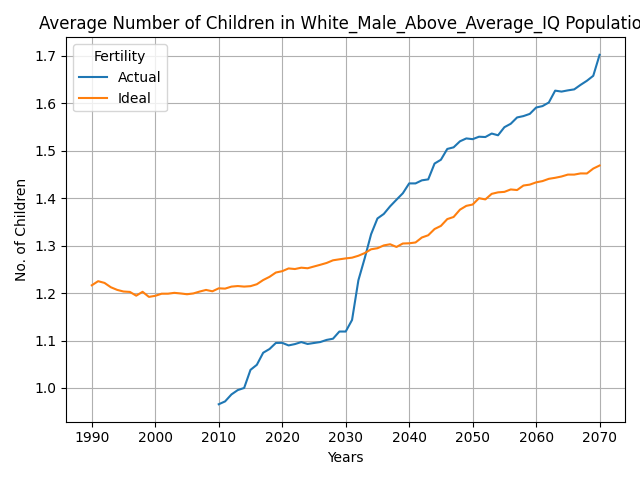 Average Number of Children in White_Male_Above_Average_IQ Populatio
1.7
1.6
1.5
1.4
1.3
1.2
1.1
1.0
No. of Children
Fertility
Actual
Ideal
1990 2000 2010 2020 2030 2040 2050 2060 2070
Years